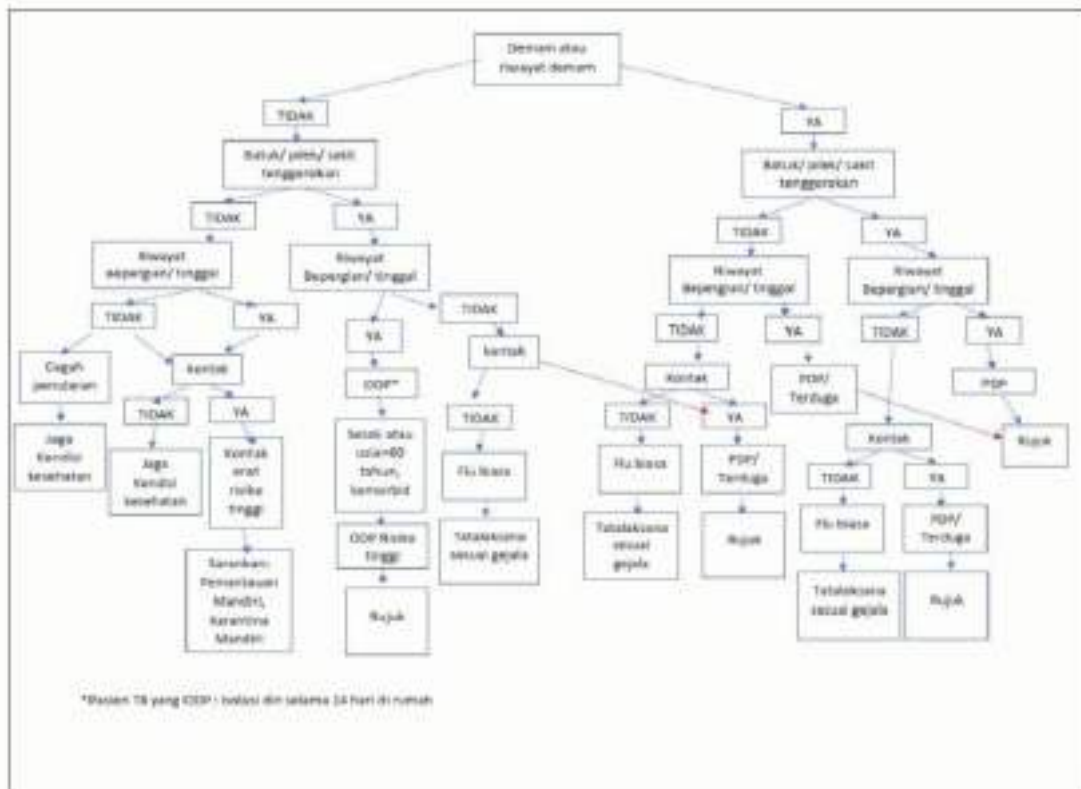 Demam atau
riwayat demam
TIDAK
YA
Batuk/ pilek/ sakit
tenggorokan
Batuk/ pilek/ sakit
tenggorokan
TIDAK
YA
TIDAK
YA
Riwayat
Bepergian/ tinggal
Riwayat
Bepergian/ tinggal
Riwayat
Bepergian/ tinggal
Riwayat
Bepergian/ tinggal
TIDAK
YA
YA
TIDAK
TIDAK
YA
TIDAK
YA
Cegah
penularan
kontak
ODP*
kontak
Kontak
PDP/
Terduga
PDP
TIDAK
YA
TIDAK
TIDAK
YA
Kontak
Rujuk
Jaga
Kondisi
kesehatan
Jaga
Kondisi
kesehatan
Kontak
erat
risiko
tinggi
Sesak atau
usia>60
tahun,
komorbid
Flu biasa
Flu biasa
PDP/
Terduga
TIDAK
YA
Sarankan:
Pemantauan
Mandiri,
Karantina
Mandiri
ODP Risiko
tinggi
Rujuk
Tatalaksana
sesuai gejala
Tatalaksana
sesuai
gejala
Rujuk
Flu biasa
PDP/
Terduga
Tatalaksana
sesuai gejala
Rujuk
*Pasien TB yang ODP : Isolasi diri selama 14 hari di rumah